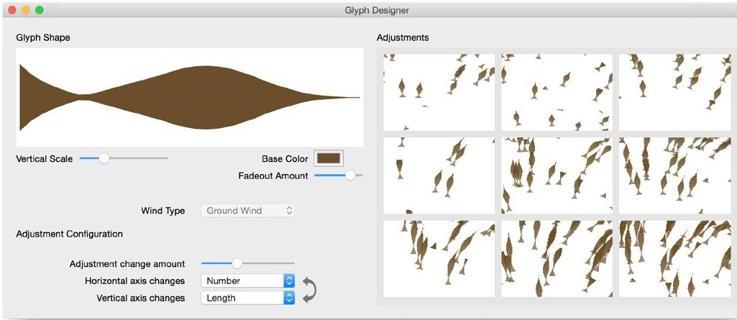 Glyph Designer
Glyph Shape
Adjustments
Vertical Scale
Base Color
Fadeout Amount
Wind Type
Ground Wind
Adjustment Configuration
Adjustment change amount
Horizontal axis changes
Number
Vertical axis changes
Length